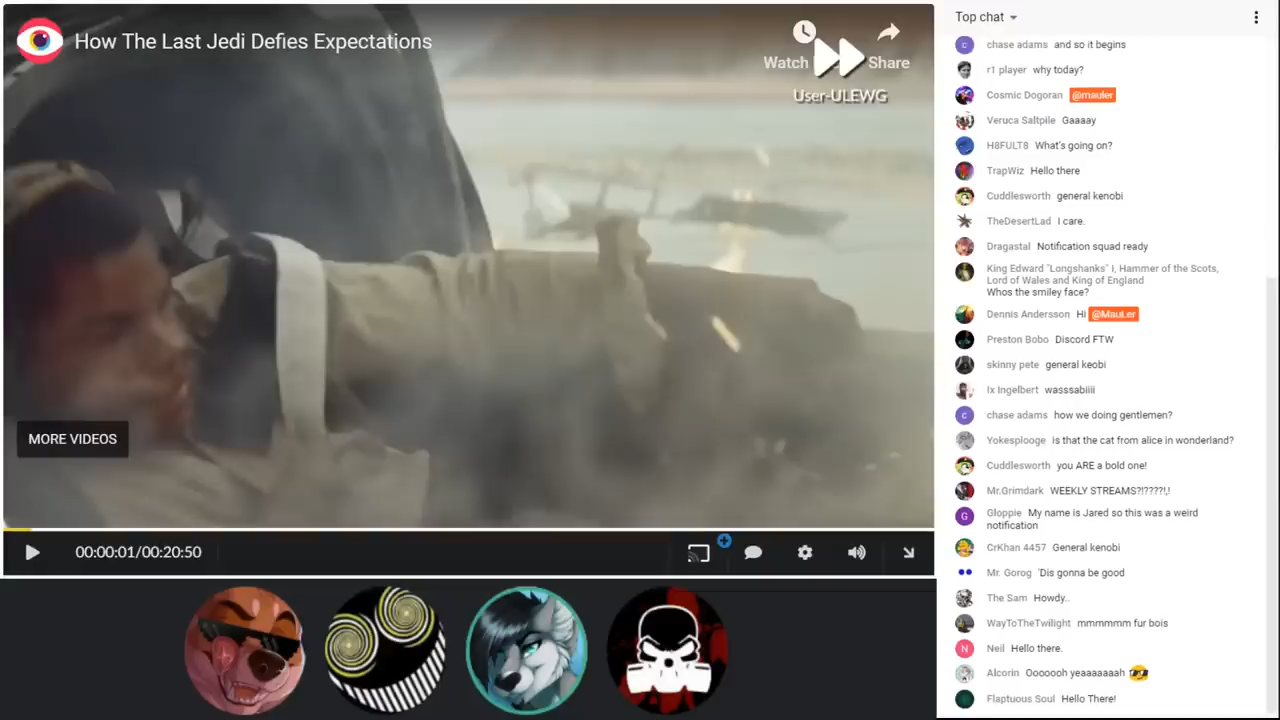 How The Last Jedi Defies Expectations
Watch
Share
User-ULEWG
MORE VIDEOS
00:00:01/00:20:50
Top chat
chase adams and so it begins
r1 player why today?
Cosmic Dogoran @mauler
Veruca Saltpile Gaaaay
H8FULT8 What's going on?
TrapWiz Hello there
Cuddlesworth general kenobi
TheDesertLad I care.
Dragastal Notification squad ready
King Edward "Longshanks" I, Hammer of the Scots,
Lord of Wales and King of England
Whos the smiley face?
Dennis Andersson Hi @MauLer
Preston Bobo Discord FTW
skinny pete general keobi
Ix Ingelbert wasssabiiii
C chase adams how we doing gentlemen?
Yokesplooge is that the cat from alice in wonderland?
Cuddlesworth you ARE a bold one!
Mr.Grimdark WEEKLY STREAMS?!????!,!
G Gloppie My name is Jared so this was a weird
notification
CrKhan 4457 General kenobi
Mr. Gorog 'Dis gonna be good
The Sam Howdy..
WayToTheTwilight mmmmmm fur bois
N Neil Hello there.
Alcorin Ooooooh yeaaaaaaah
Flaptuous Soul Hello There!